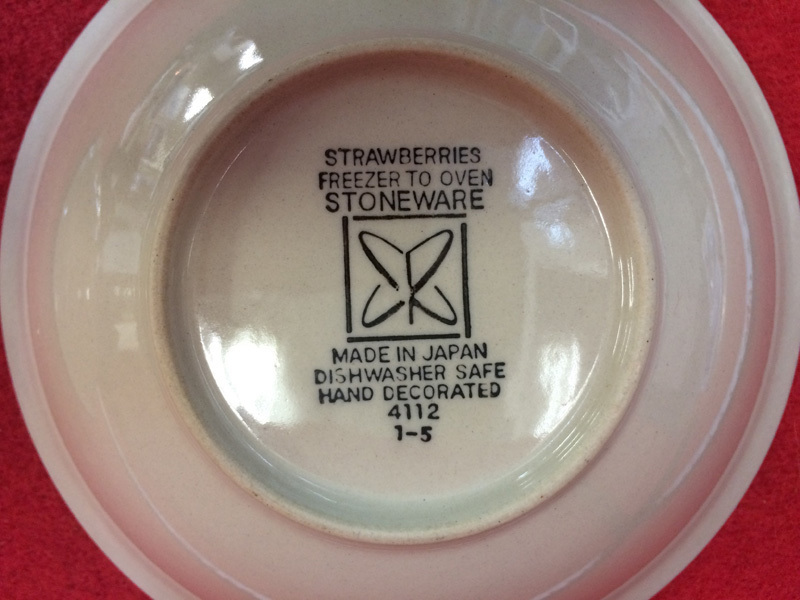 STRAWBERRIES
FREEZER TO OVEN
STONEWARE
MADE IN JAPAN
DISHWASHER SAFE
HAND DECORATED
4112
1-5